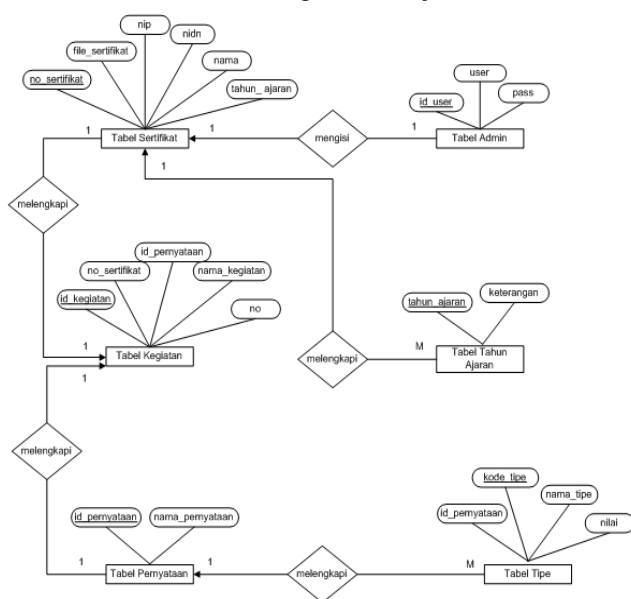 nip
file_sertifikat
nidn
no_sertifikat
nama
tahun_ ajaran
user
id_user
pass
1
Tabel Sertifikat
1
mengisi
1
Tabel Admin
1
melengkapi
id_pernyataan
no_sertifikat
nama_kegiatan
id_kegiatan
no
keterangan
tahun_ajaran
1
Tabel Kegiatan
1
melengkapi
M
Tabel Tahun
Ajaran
melengkapi
kode_tipe
nama_tipe
id_pernyataan
nilai
id_pernyataan
nama_pernyataan
1
Tabel Pernyataan
1
melengkapi
M
Tabel Tipe